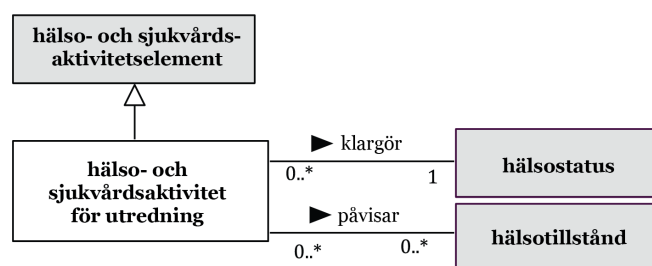 hälso- och sjukvårds-
aktivitetselement
hälso- och
sjukvårdsaktivitet
för utredning
klargör
0..*
1
hälsostatus
påvisar
0..*
0..*
hälsotillstånd